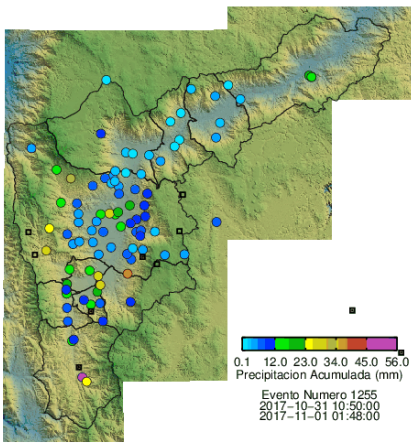 0.1 12.0 24.0 34.0 45.0 56.0
Precipitacion Acumulada (mm)
Evento Numero 1255
2017-10-31 10:50:00
2017-11-01 01:48:00